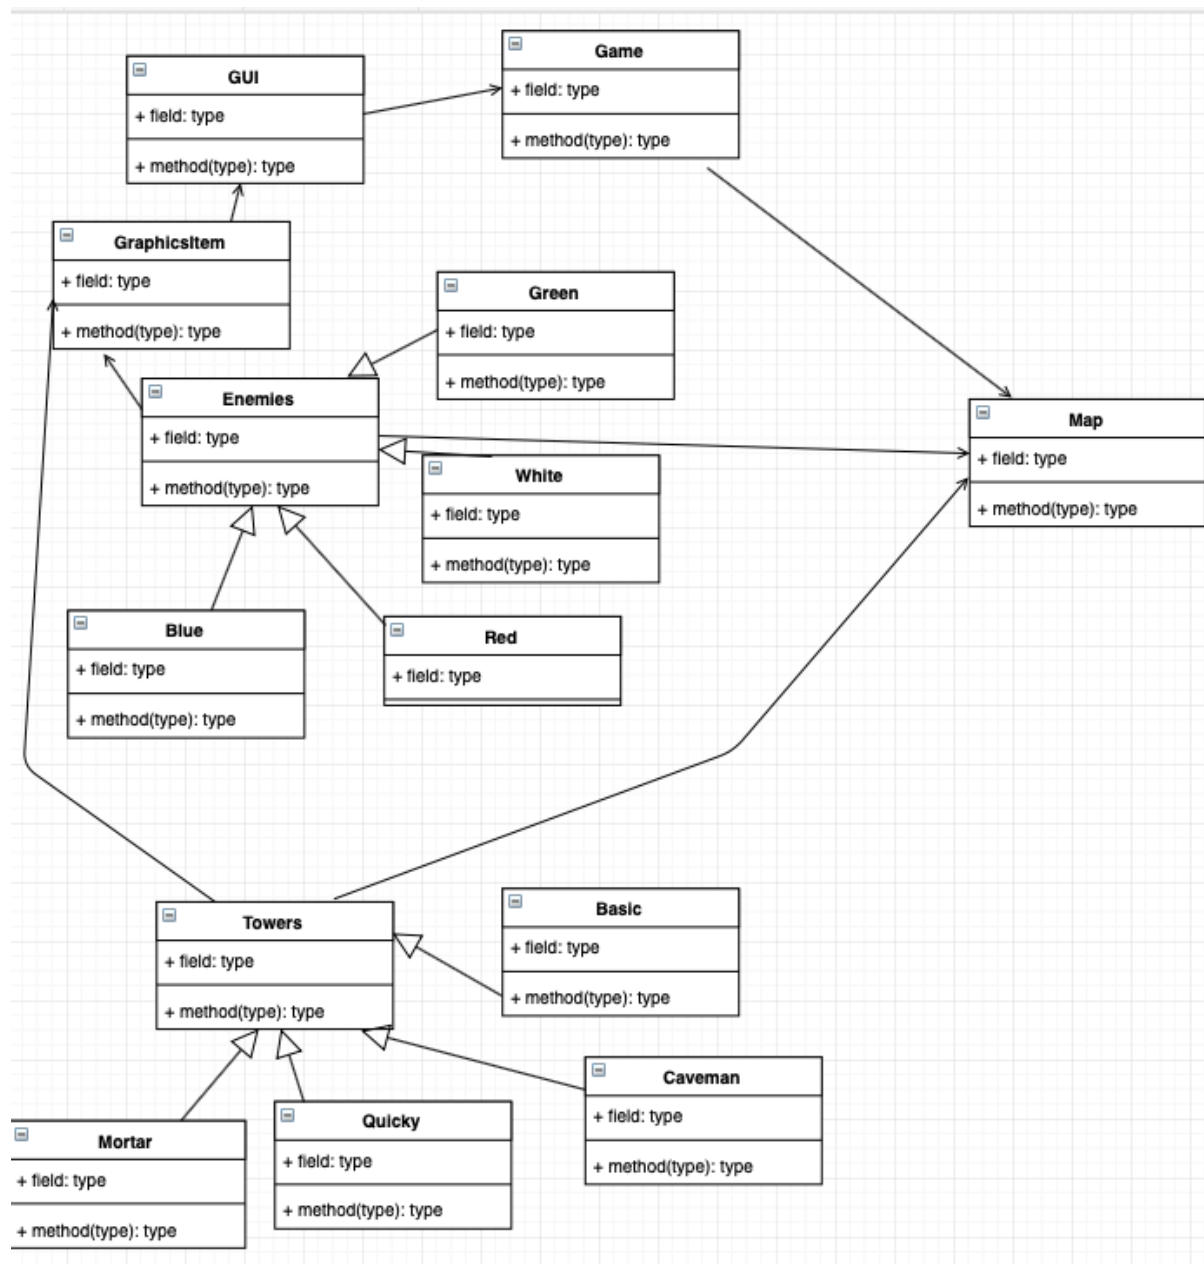 GUI
+ field: type
+ method(type): type
Game
+ field: type
+ method(type): type
GraphicsItem
+ field: type
+ method(type): type
Green
+ field: type
+ method(type): type
Enemies
+ field: type
+ method(type): type
Map
+ field: type
+ method(type): type
White
+ field: type
+ method(type): type
Blue
+ field: type
+ method(type): type
Red
+ field: type
Towers
+ field: type
+ method(type): type
Basic
+ field: type
+ method(type): type
Caveman
+ field: type
+ method(type): type
Quicky
+ field: type
+ method(type): type
Mortar
+ field: type
+ method(type): type